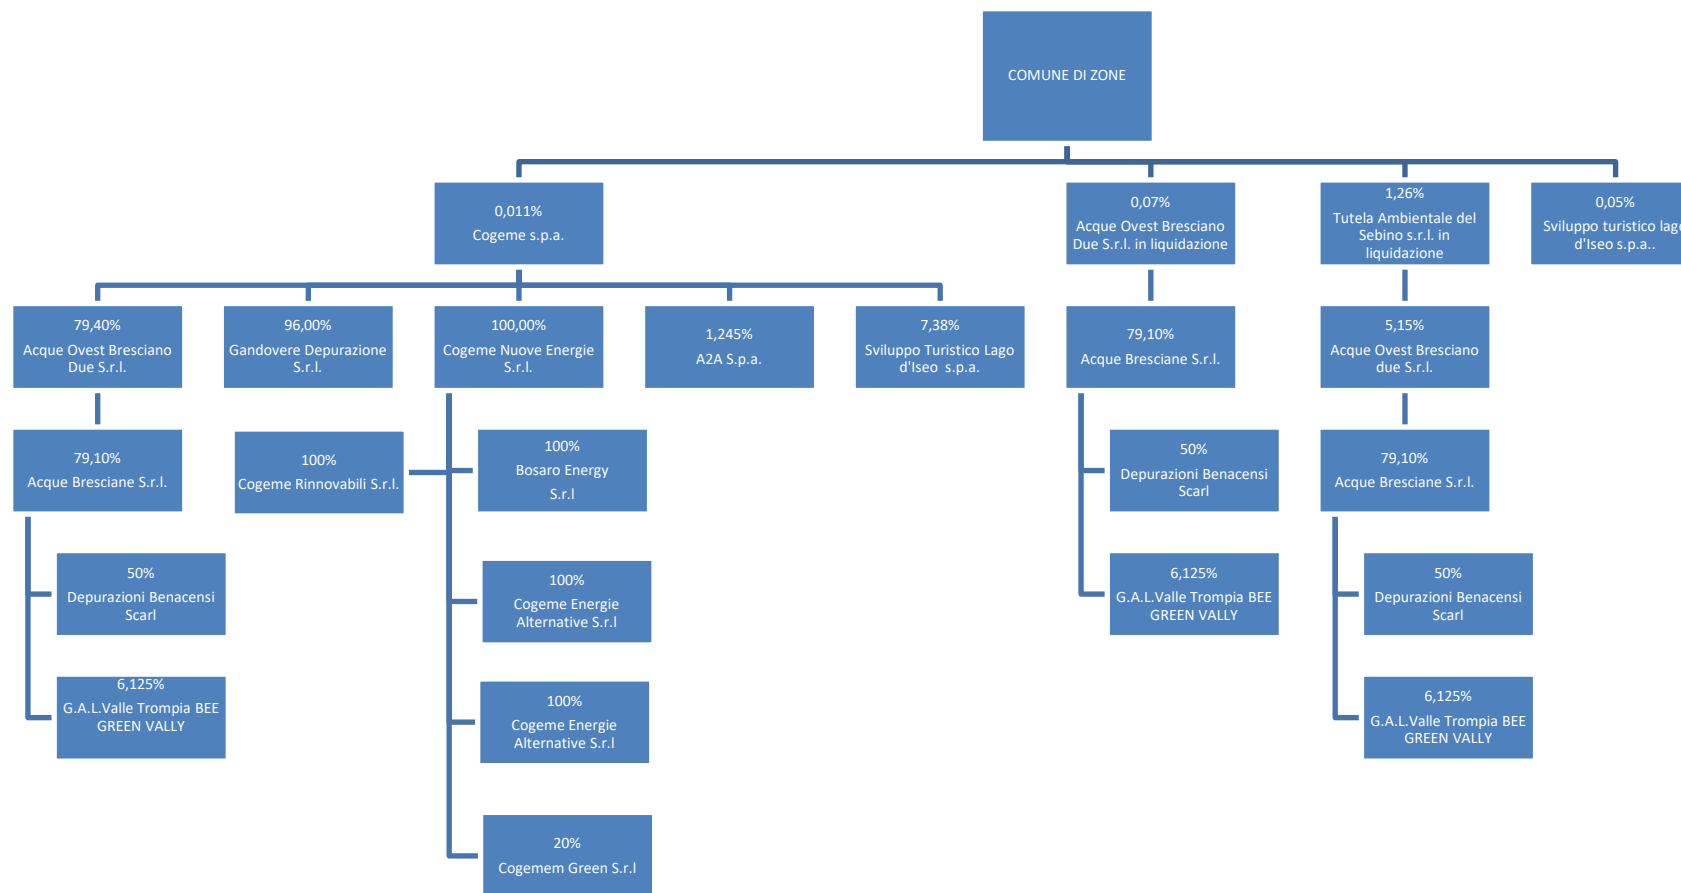 COMUNE DI ZONE
0,011%
Cogeme s.p.a.
0,07%
Acque Ovest Bresciano
Due S.r.l. in liquidazione
1,26%
Tutela Ambientale del
Sebino s.r.l. in
liquidazione
0,05%
Sviluppo turistico lago
d'Iseo s.p.a..
79,40%
Acque Ovest Bresciano
Due S.r.l.
96,00%
Gandovere Depurazione
S.r.l.
100,00%
Cogeme Nuove Energie
S.r.l.
1,245%
A2A S.p.a.
7,38%
Sviluppo Turistico Lago
d'Iseo s.p.a.
79,10%
Acque Bresciane S.r.l.
5,15%
Acque Ovest Bresciano
due S.r.l.
79,10%
Acque Bresciane S.r.l.
100%
Cogeme Rinnovabili S.r.l.
100%
Bosaro Energy
S.r.l
50%
Depurazioni Benacensi
Scarl
79,10%
Acque Bresciane S.r.l.
50%
Depurazioni Benacensi
Scarl
100%
Cogeme Energie
Alternative S.r.l
6,125%
G.A.L.Valle Trompia BEE
GREEN VALLY
50%
Depurazioni Benacensi
Scarl
6,125%
G.A.L.Valle Trompia BEE
GREEN VALLY
100%
Cogeme Energie
Alternative S.r.l
6,125%
G.A.L.Valle Trompia BEE
GREEN VALLY
20%
Cogemem Green S.r.l